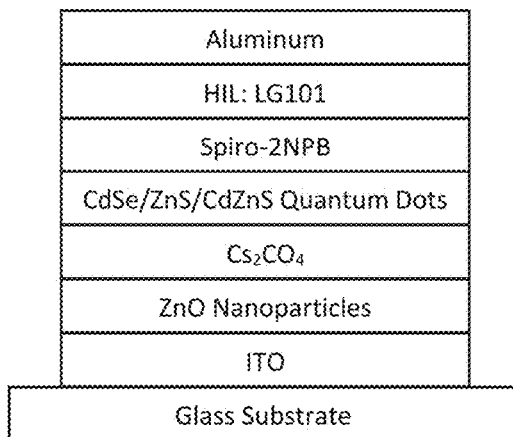 Aluminum
HIL: LG101
Spiro-2NPB
CdSe/ZnS/CdZnS Quantum Dots
Cs₂CO₄
ZnO Nanoparticles
ITO
Glass Substrate